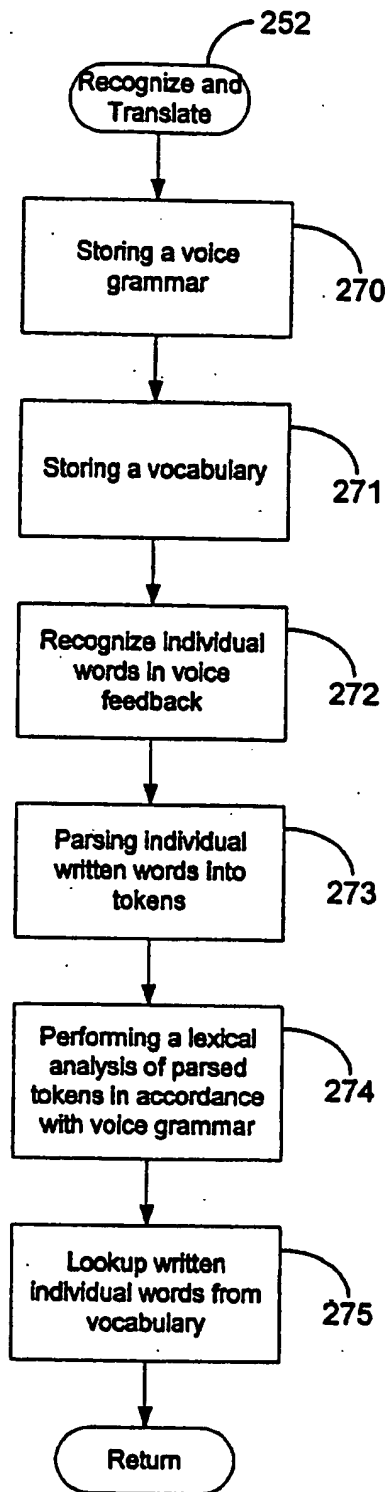 252
Recognize and
Translate
Storing a voice
grammar
270
Storing a vocabulary
271
Recognize individual
words in voice
feedback
272
Parsing individual
written words into
tokens
273
Performing a lexical
analysis of parsed
tokens in accordance
with voice grammar
274
Lookup written
individual words from
vocabulary
275
Return